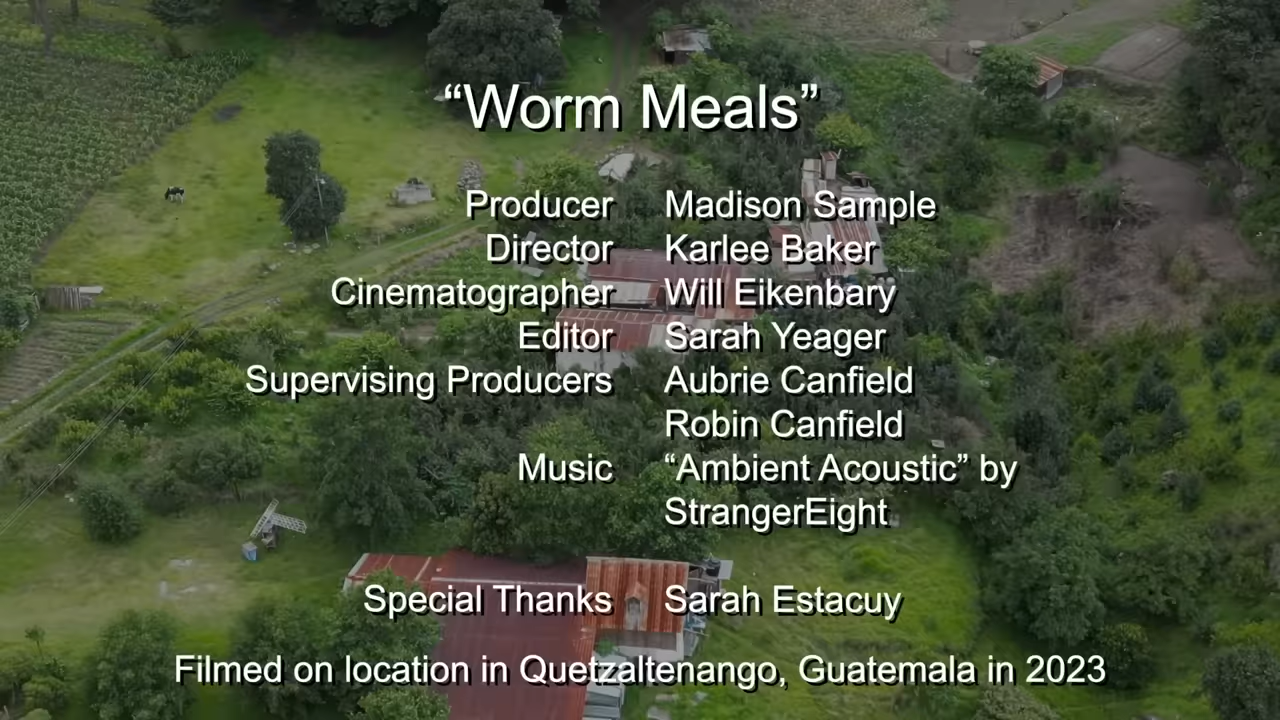 “Worm Meals”
Producer Madison Sample
Director Karlee Baker
Cinematographer Will Eikenbary
Editor Sarah Yeager
Supervising Producers Aubrie Canfield
Robin Canfield
Music “Ambient Acoustic” by
StrangerEight
Special Thanks Sarah Estacuy
Filmed on location in Quetzaltenango, Guatemala in 2023